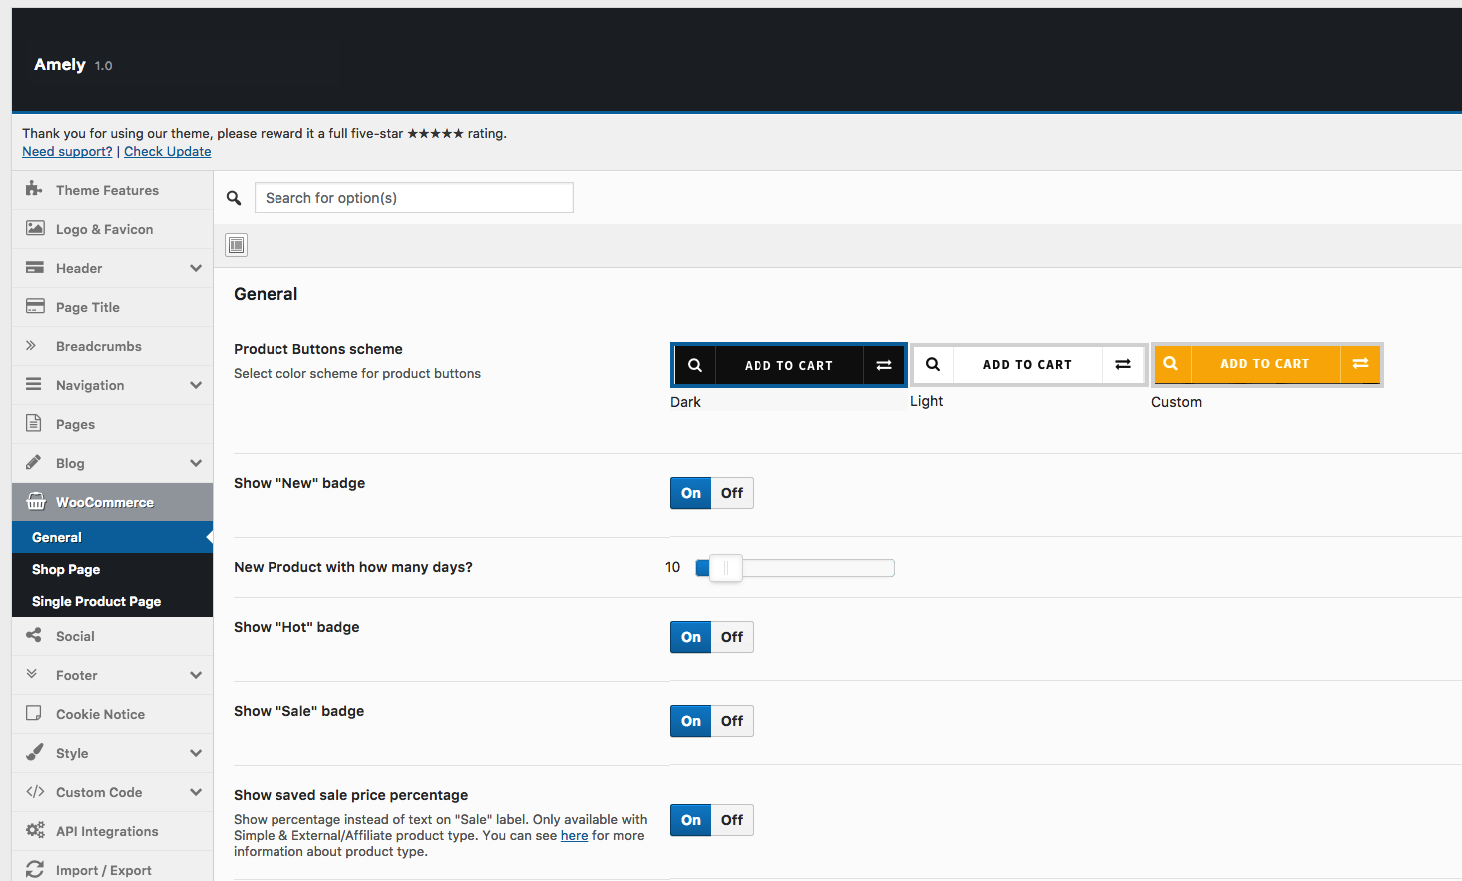 Amely 1.0
Thank you for using our theme, please reward it a full five-star ★★★★★ rating.
Need support? | Check Update
Theme Features
Logo & Favicon
Header
Page Title
Breadcrumbs
Navigation
Pages
Blog
WooCommerce
General
Shop Page
Single Product Page
Social
Footer
Cookie Notice
Style
Custom Code
API Integrations
Import / Export
Search for option(s)
General
Product Buttons scheme
Select color scheme for product buttons
ADD TO CART
Dark
ADD TO CART
Light
ADD TO CART
Custom
Show "New" badge
On Off
New Product with how many days?
10
Show "Hot" badge
On Off
Show "Sale" badge
On Off
Show saved sale price percentage
Show percentage instead of text on "Sale" label. Only available with
Simple & External/Affiliate product type. You can see here for more
information about product type.
On Off